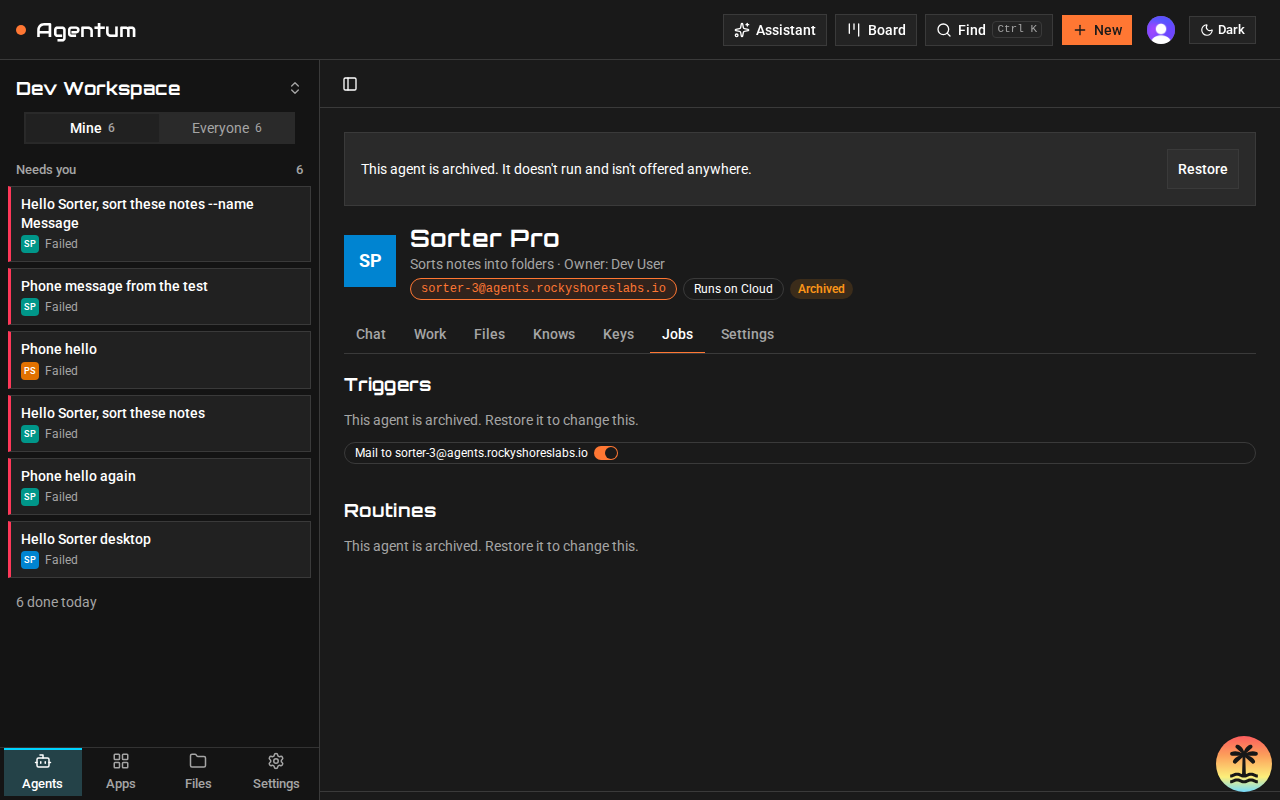 Agentum
Assistant
Board
Find Ctrl K
New
Dark
Dev Workspace
Mine 6
Everyone 6
Needs you 6
Hello Sorter, sort these notes --name
Message
SP Failed
Phone message from the test
SP Failed
Phone hello
PS Failed
Hello Sorter, sort these notes
SP Failed
Phone hello again
SP Failed
Hello Sorter desktop
SP Failed
6 done today
Agents
Apps
Files
Settings
This agent is archived. It doesn't run and isn't offered anywhere.
Restore
SP
Sorter Pro
Sorts notes into folders · Owner: Dev User
sorter-3@agents.rockyshoreslabs.io
Runs on Cloud
Archived
Chat
Work
Files
Knows
Keys
Jobs
Settings
Triggers
This agent is archived. Restore it to change this.
Mail to sorter-3@agents.rockyshoreslabs.io
Routines
This agent is archived. Restore it to change this.